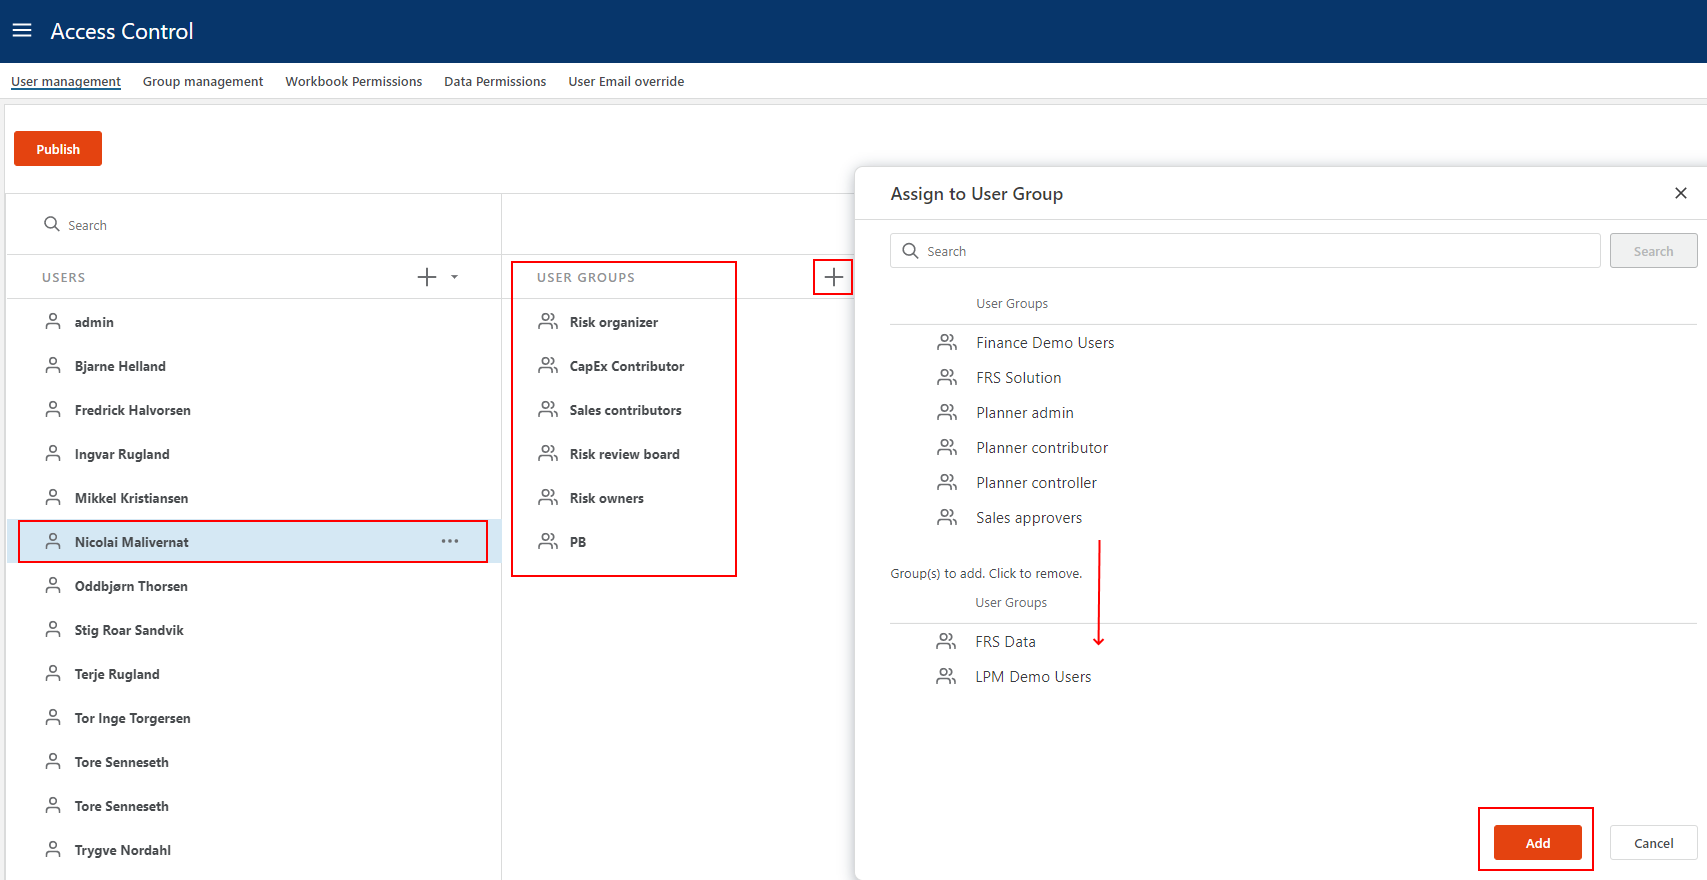 Access Control
User management Group management Workbook Permissions Data Permissions User Email override
Publish
Search
USERS
admin
Bjarne Helland
Fredrick Halvorsen
Ingvar Rugland
Mikkel Kristiansen
Nicolai Malivernat
Oddbjørn Thorsen
Stig Roar Sandvik
Terje Rugland
Tor Inge Torgersen
Tore Senneseth
Tore Senneseth
Trygve Nordahl
USER GROUPS
Risk organizer
CapEx Contributor
Sales contributors
Risk review board
Risk owners
PB
Assign to User Group
Search Search
User Groups
Finance Demo Users
FRS Solution
Planner admin
Planner contributor
Planner controller
Sales approvers
Group(s) to add. Click to remove.
User Groups
FRS Data
LPM Demo Users
Add Cancel